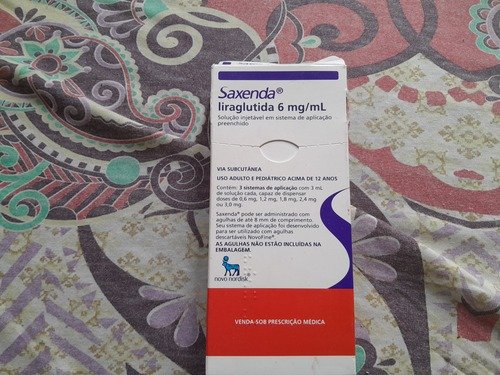 Saxenda®
liraglutida 6 mg/mL
Solução injetável em sistema de aplicação
preenchido
VIA SUBCUTÂNEA
USO ADULTO E PEDIÁTRICO ACIMA DE 12 ANOS
Contém: 3 sistemas de aplicação com 3 mL
de solução cada, capaz de dispensar
doses de 0,6 mg, 1,2 mg, 1,8 mg, 2,4 mg
ou 3,0 mg.
Saxenda® pode ser administrado com
agulhas de até 8 mm de comprimento.
Seu sistema de aplicação foi desenvolvido
para ser utilizado com agulhas
descartáveis NovoFine®.
AS AGULHAS NÃO ESTÃO INCLUÍDAS NA
EMBALAGEM.
novo nordisk
VENDA SOB PRESCRIÇÃO MÉDICA